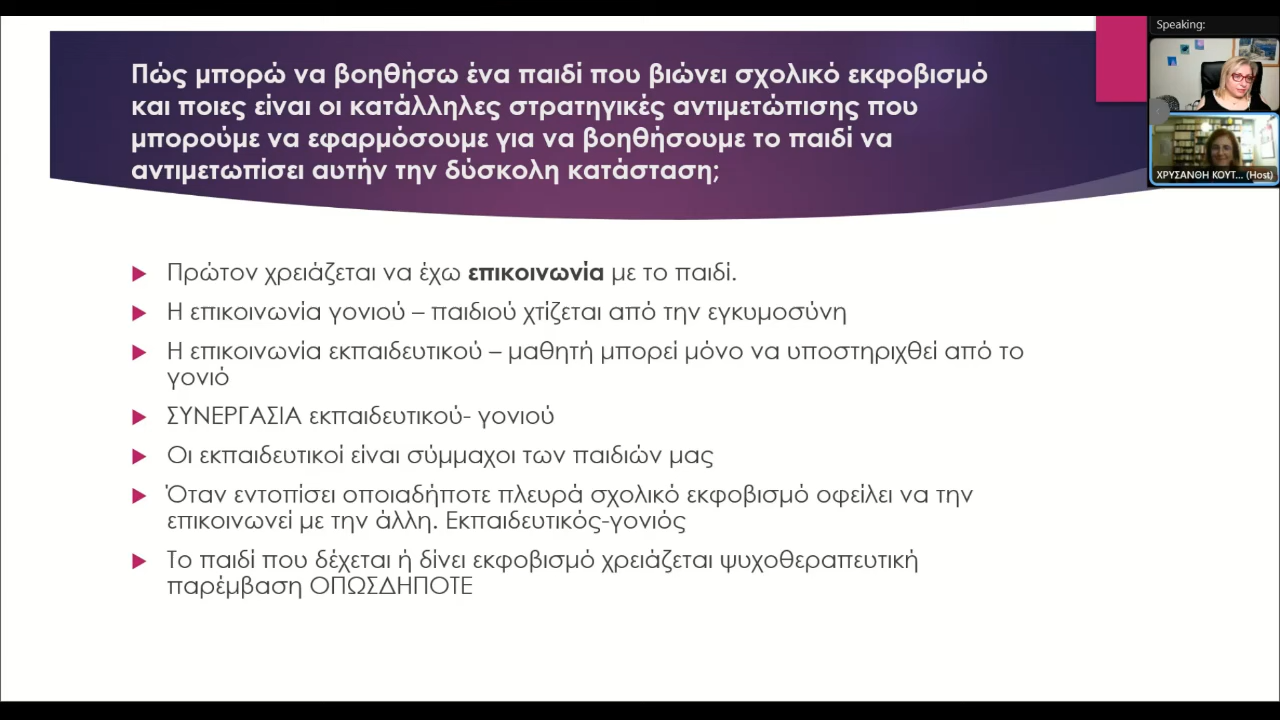 Speaking:
Πώς μπορώ να βοηθήσω ένα παιδί που βιώνει σχολικό εκφοβισμό
και ποιες είναι οι κατάλληλες στρατηγικές αντιμετώπισης που
μπορούμε να εφαρμόσουμε για να βοηθήσουμε το παιδί να
αντιμετωπίσει αυτήν την δύσκολη κατάσταση;
ΧΡΥΣΑΝΘΗ ΚΟΥΤ... (Host)
Πρώτον χρειάζεται να έχω επικοινωνία με το παιδί.
Η επικοινωνία γονιού – παιδιού χτίζεται από την εγκυμοσύνη
Η επικοινωνία εκπαιδευτικού – μαθητή μπορεί μόνο να υποστηριχθεί από το
γονιό
ΣΥΝΕΡΓΑΣΙΑ εκπαιδευτικού- γονιού
Οι εκπαιδευτικοί είναι σύμμαχοι των παιδιών μας
Όταν εντοπίσει οποιαδήποτε πλευρά σχολικό εκφοβισμό οφείλει να την
επικοινωνεί με την άλλη. Εκπαιδευτικός-γονιός
Το παιδί που δέχεται ή δίνει εκφοβισμό χρειάζεται ψυχοθεραπευτική
παρέμβαση ΟΠΩΣΔΗΠΟΤΕ